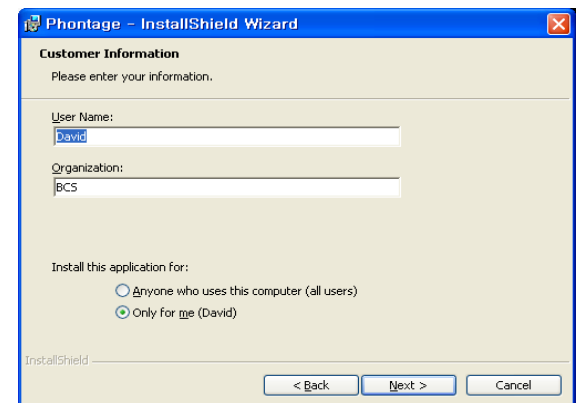 Phontage - InstallShield Wizard
Customer Information
Please enter your information.
User Name:
David
Organization:
BCS
Install this application for:
Anyone who uses this computer (all users)
Only for me (David)
InstallShield
< Back Next > Cancel